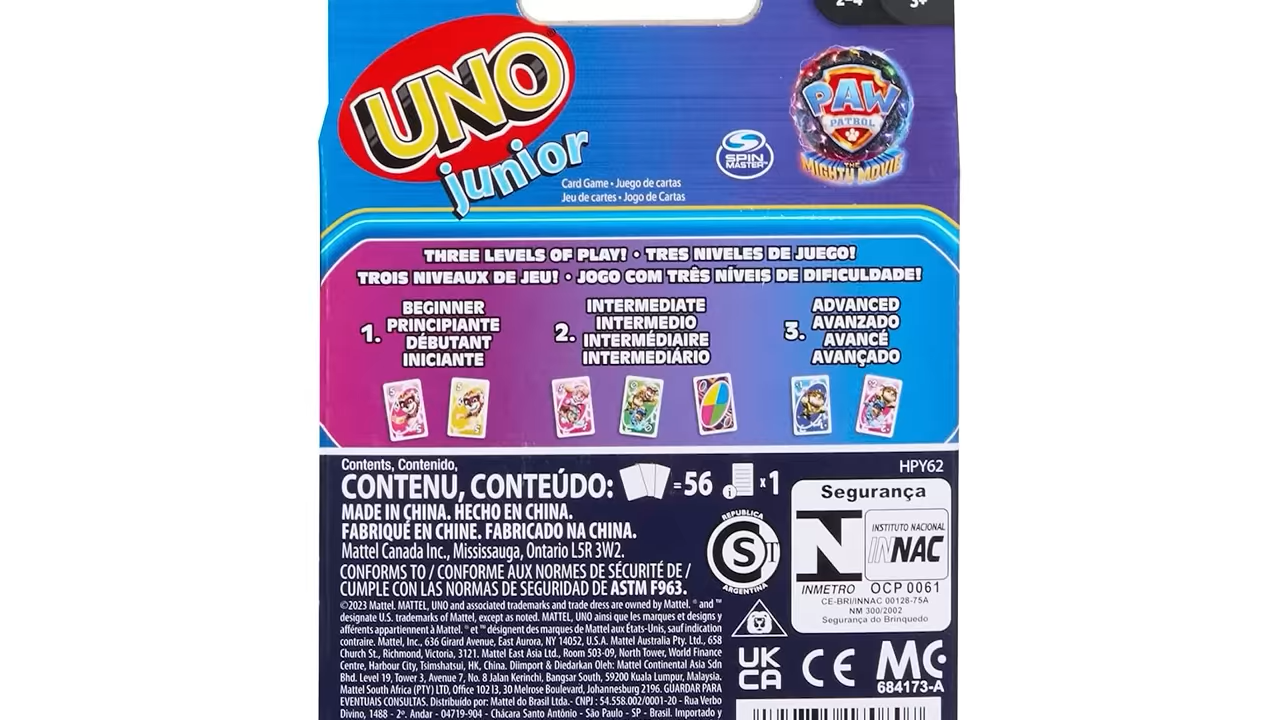 2-4
3+
UNO
junior
Card Game • Juego de cartas
Jeu de cartes • Jogo de Cartas
SPIN
MASTER™
PAW
PATROL
THE
MIGHTY MOVIE
THREE LEVELS OF PLAY! • TRES NIVELES DE JUEGO!
TROIS NIVEAUX DE JEU! • JOGO COM TRÊS NÍVEIS DE DIFICULDADE!
1.
BEGINNER
PRINCIPIANTE
DÉBUTANT
INICIANTE
2.
INTERMEDIATE
INTERMEDIO
INTERMÉDIAIRE
INTERMEDIÁRIO
3.
ADVANCED
AVANZADO
AVANCÉ
AVANÇADO
Contents, Contenido,
CONTENU, CONTEÚDO: = 56 i x 1
MADE IN CHINA. HECHO EN CHINA.
FABRIQUÉ EN CHINE. FABRICADO NA CHINA.
Mattel Canada Inc., Mississauga, Ontario L5R 3W2.
CONFORMS TO / CONFORME AUX NORMES DE SÉCURITÉ DE /
CUMPLE CON LAS NORMAS DE SEGURIDAD DE ASTM F963.
©2023 Mattel. MATTEL, UNO and associated trademarks and trade dress are owned by Mattel. ® and ™
designate U.S. trademarks of Mattel, except as noted. MATTEL, UNO ainsi que les marques et designs y
afférents appartiennent à Mattel. ® et ™ désignent des marques de Mattel aux États-Unis, sauf indication
contraire. Mattel, Inc., 636 Girard Avenue, East Aurora, NY 14052, U.S.A. Mattel Australia Pty. Ltd., 658
Church St., Richmond, Victoria, 3121. Mattel East Asia Ltd., Room 503-09, North Tower, World Finance
Centre, Harbour City, Tsimshatsui, HK, China. Diimport & Diedarkan Oleh: Mattel Continental Asia Sdn
Bhd. Level 19, Tower 3, Avenue 7, No. 8 Jalan Kerinchi, Bangsar South, 59200 Kuala Lumpur, Malaysia.
Mattel South Africa (PTY) LTD, Office 102 I3, 30 Melrose Boulevard, Johannesburg 2196. GUARDAR PARA
EVENTUAIS CONSULTAS. Distribuído por: Mattel do Brasil Ltda.- CNPJ : 54.558.002/0001-20 - Rua Verbo
Divino, 1488 - 2º. Andar - 04719-904 - Chácara Santo Antônio - São Paulo - SP - Brasil. Importado y
HPY62
REPUBLICA
S
ARGENTINA
Segurança
N
INSTITUTO NACIONAL
INNAC
INMETRO OCP 0061
CE-BRI/INNAC 00128-75A
NM 300/2002
Segurança do Brinquedo
UK
CA
CE
MC
684173-A